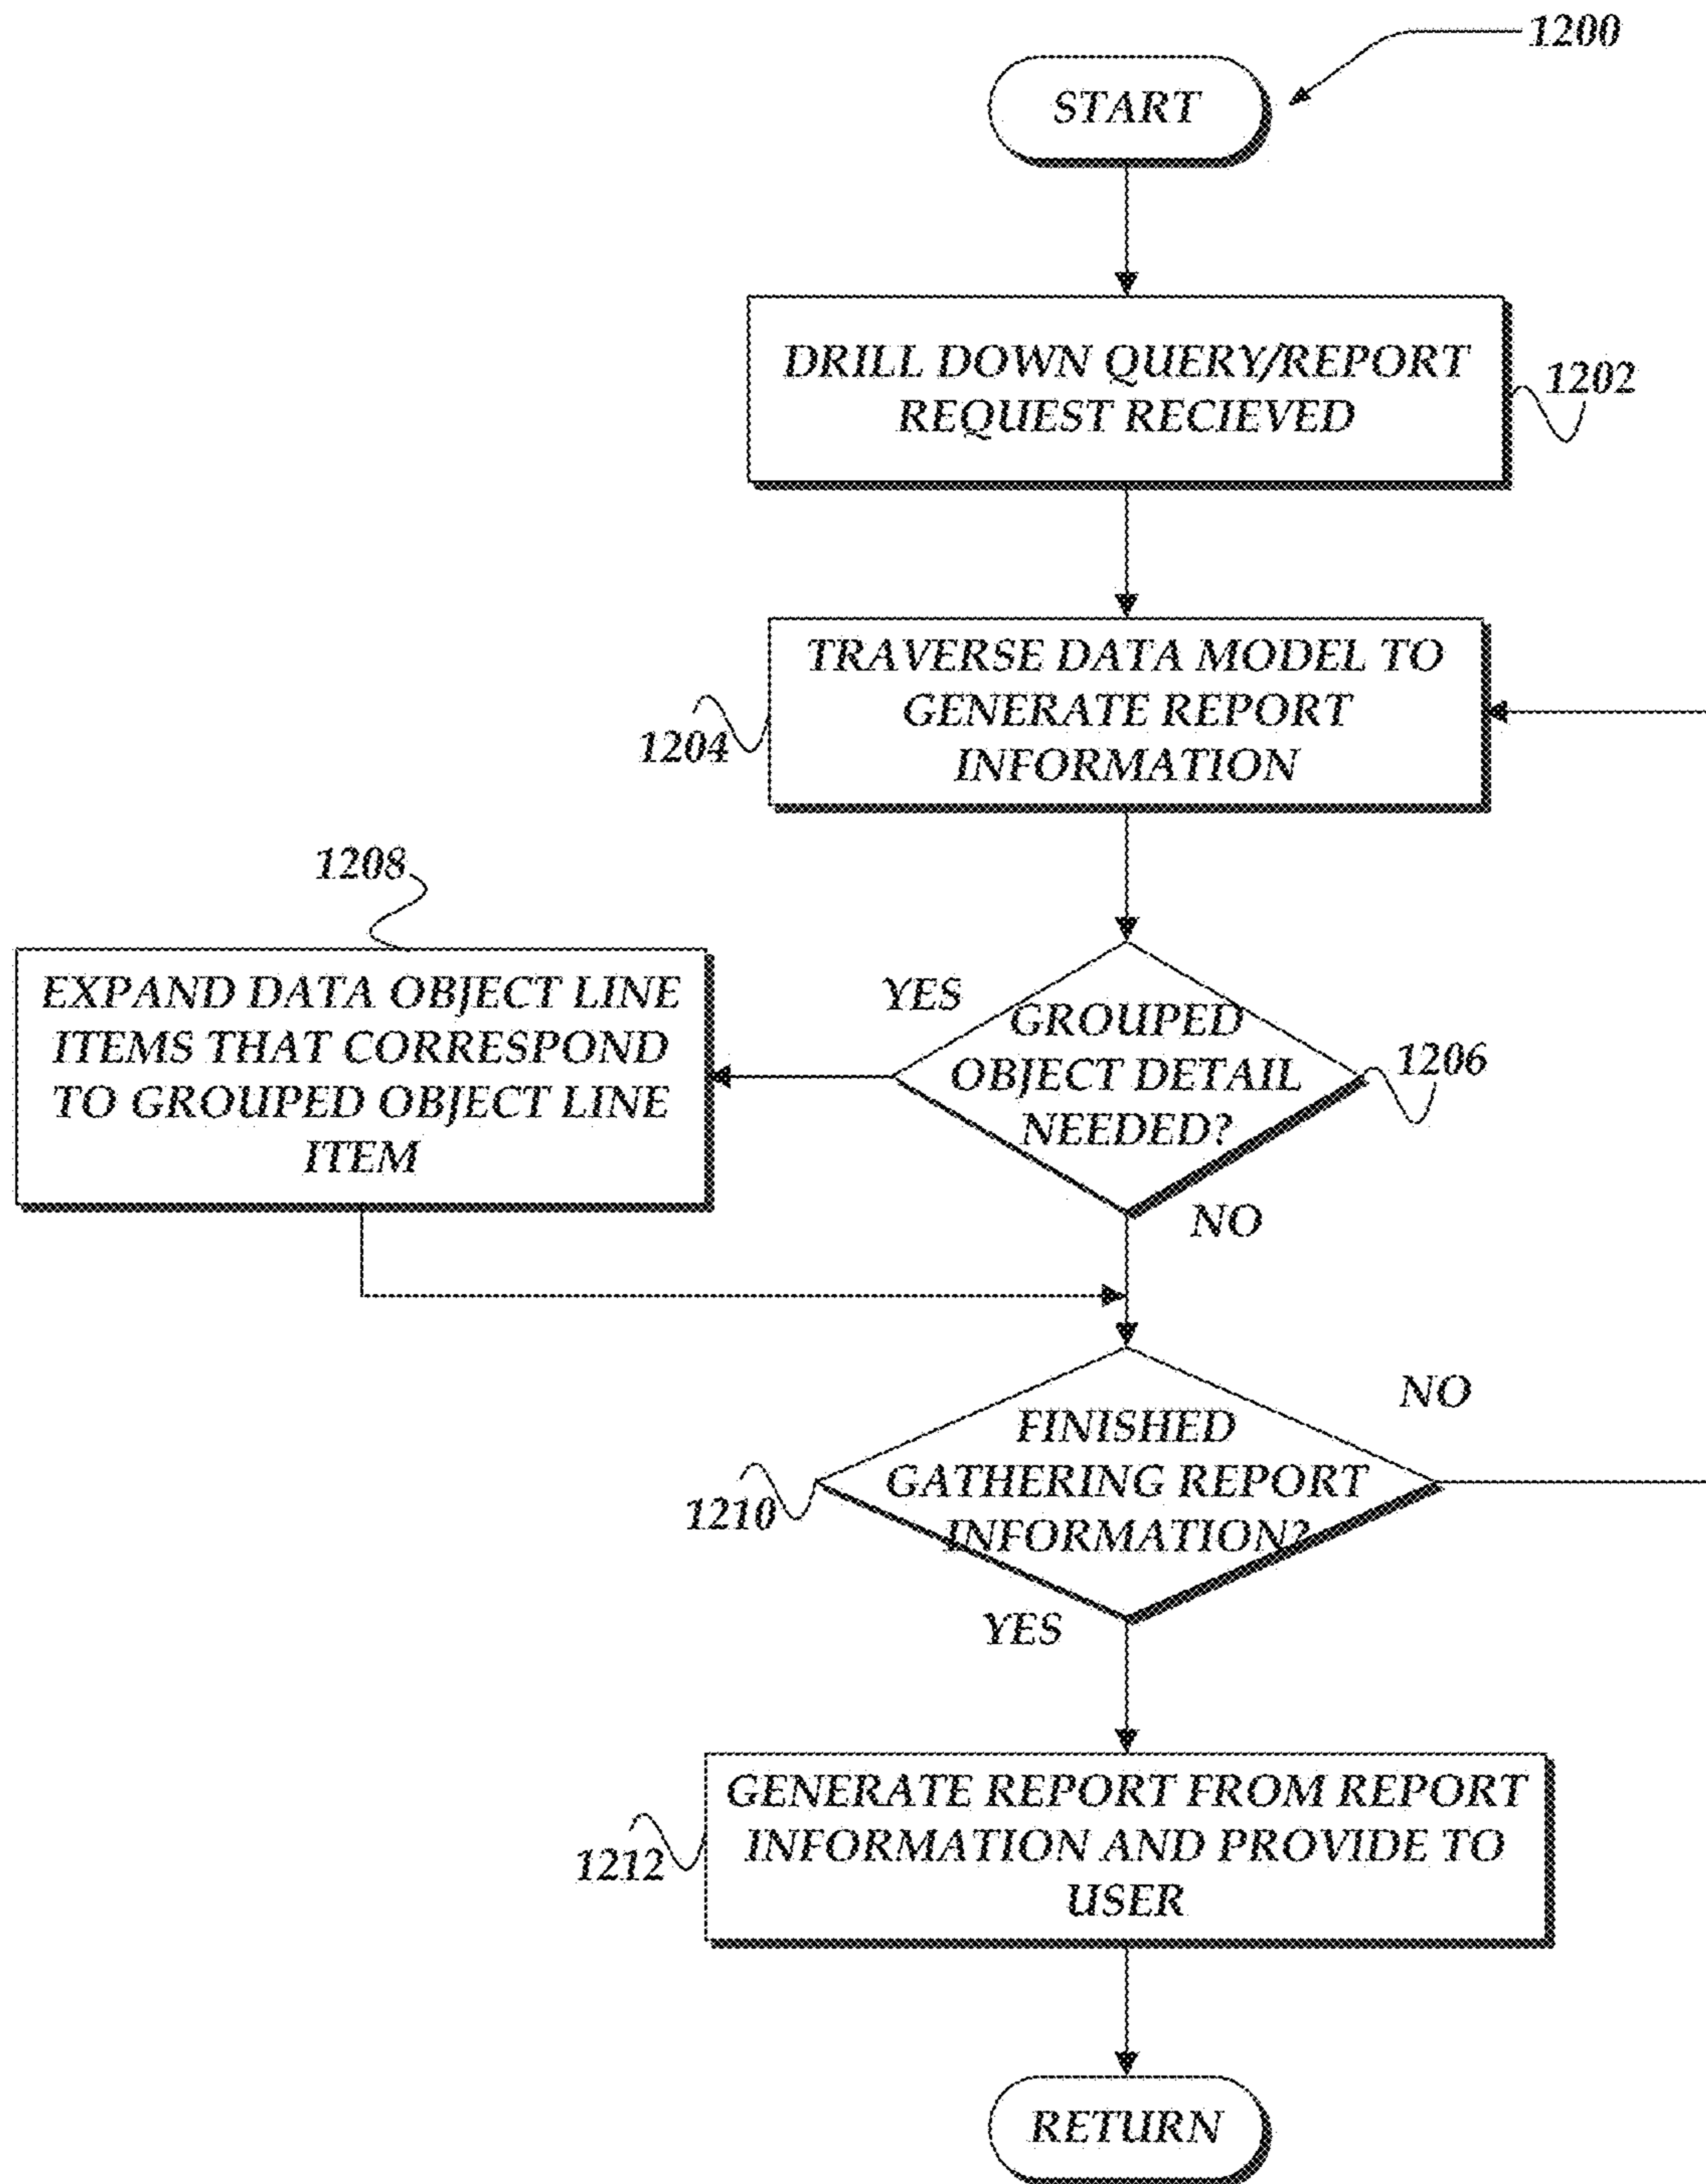 1200
START
DRILL DOWN QUERY/REPORT
REQUEST RECIEVED
1202
TRAVERSE DATA MODEL TO
GENERATE REPORT
INFORMATION
1204
1208
EXPAND DATA OBJECT LINE
ITEMS THAT CORRESPOND
TO GROUPED OBJECT LINE
ITEM
YES
GROUPED
OBJECT DETAIL
NEEDED?
1206
NO
FINISHED
GATHERING REPORT
INFORMATION?
NO
1210
YES
GENERATE REPORT FROM REPORT
INFORMATION AND PROVIDE TO
USER
1212
RETURN